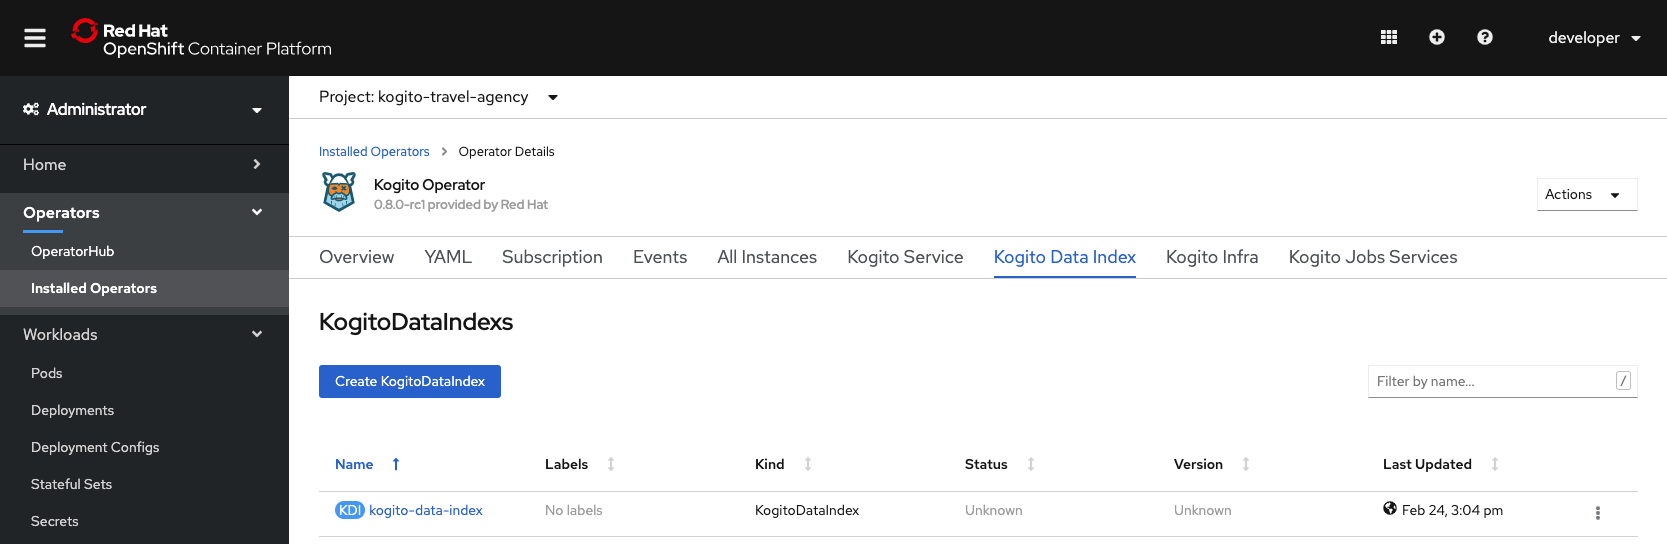 Red Hat
OpenShift Container Platform
developer
Administrator
Home
Operators
OperatorHub
Installed Operators
Workloads
Pods
Deployments
Deployment Configs
Stateful Sets
Secrets
Project: kogito-travel-agency
Installed Operators > Operator Details
Kogito Operator
0.8.0-rc1 provided by Red Hat
Actions
Overview YAML Subscription Events All Instances Kogito Service Kogito Data Index Kogito Infra Kogito Jobs Services
KogitoDataIndexs
Create KogitoDataIndex
Filter by name... /
Name Labels Kind Status Version Last Updated
KDI kogito-data-index No labels KogitoDataIndex Unknown Unknown Feb 24, 3:04 pm